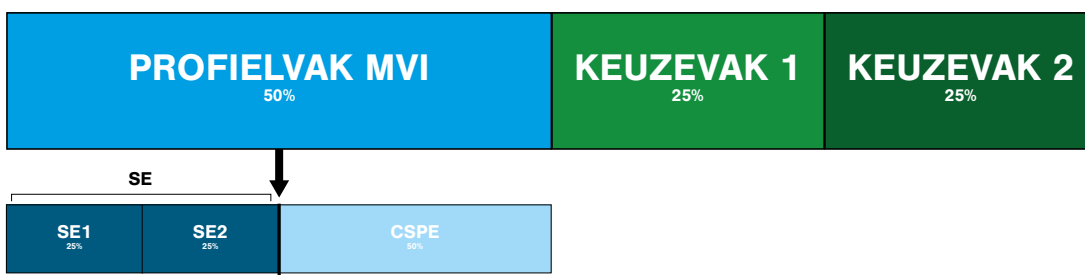 PROFIELVAK MVI
50%
KEUZEVAK 1
25%
KEUZEVAK 2
25%
SE
SE1
25%
SE2
25%
CSPE
50%